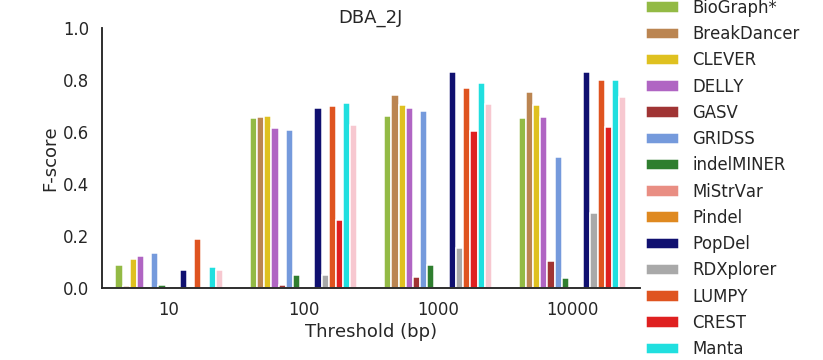 DBA_2J
1.0
0.8
0.6
0.4
0.2
0.0
F-score
10
100
1000
10000
Threshold (bp)
BioGraph*
BreakDancer
CLEVER
DELLY
GASV
GRIDSS
indelMINER
MiStrVar
Pindel
PopDel
RDXplorer
LUMPY
CREST
Manta